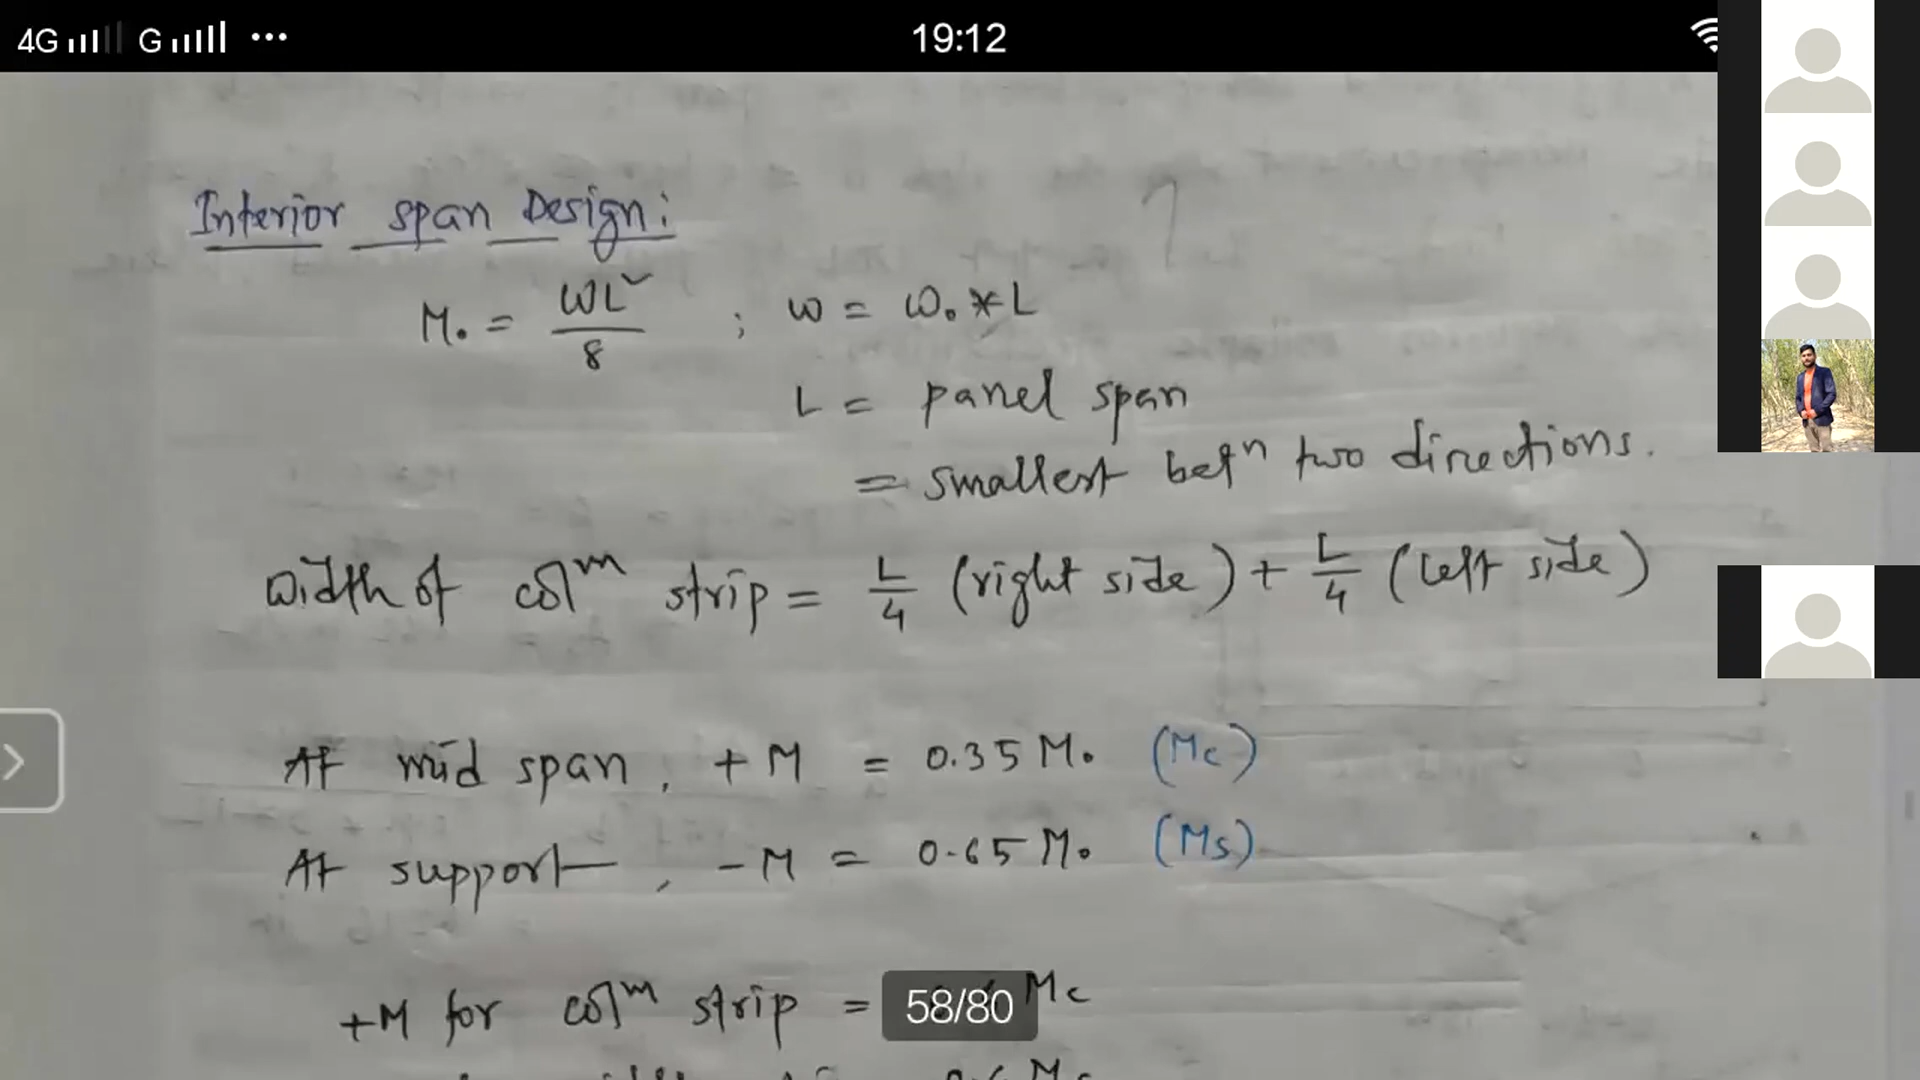 4G G ...
19:12
Interior span Design:
M₀ = WL²/8 ; w = ω₀ * L
L = panel span
= smallest betⁿ two directions.
width of colᵐ strip = L/4 (right side) + L/4 (left side)
At mid span, +M = 0.35 M₀ (Mc)
At support, -M = 0.65 M₀ (Ms)
+M for colᵐ strip = Mc
58/80